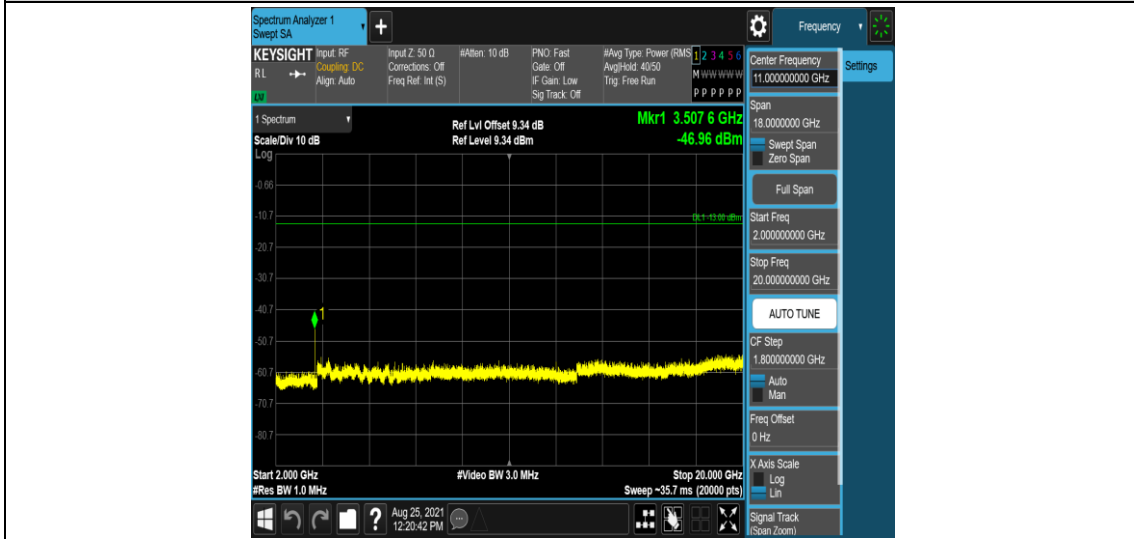 Spectrum Analyzer 1
Swept SA
+
Frequency
KEYSIGHT
RL
LXI
Input: RF
Coupling: DC
Align: Auto
Input Z: 50 Ω
Corrections: Off
Freq Ref: Int (S)
#Atten: 10 dB
PNO: Fast
Gate: Off
IF Gain: Low
Sig Track: Off
#Avg Type: Power (RMS
Avg|Hold: 40/50
Trig: Free Run
1 2 3 4 5 6
M W W W W W
P P P P P P
1 Spectrum
Scale/Div 10 dB
Log
Ref Lvl Offset 9.34 dB
Ref Level 9.34 dBm
Mkr1 3.507 6 GHz
-46.96 dBm
-0.66
-10.7
DL1 -13.00 dBm
-20.7
-30.7
-40.7
1
-50.7
-60.7
-70.7
-80.7
Start 2.000 GHz
#Video BW 3.0 MHz
Stop 20.000 GHz
#Res BW 1.0 MHz
Sweep ~35.7 ms (20000 pts)
?
Aug 25, 2021
12:20:42 PM
Center Frequency
11.000000000 GHz
Settings
Span
18.0000000 GHz
Swept Span
Zero Span
Full Span
Start Freq
2.000000000 GHz
Stop Freq
20.000000000 GHz
AUTO TUNE
CF Step
1.800000000 GHz
Auto
Man
Freq Offset
0 Hz
X Axis Scale
Log
Lin
Signal Track
(Span Zoom)